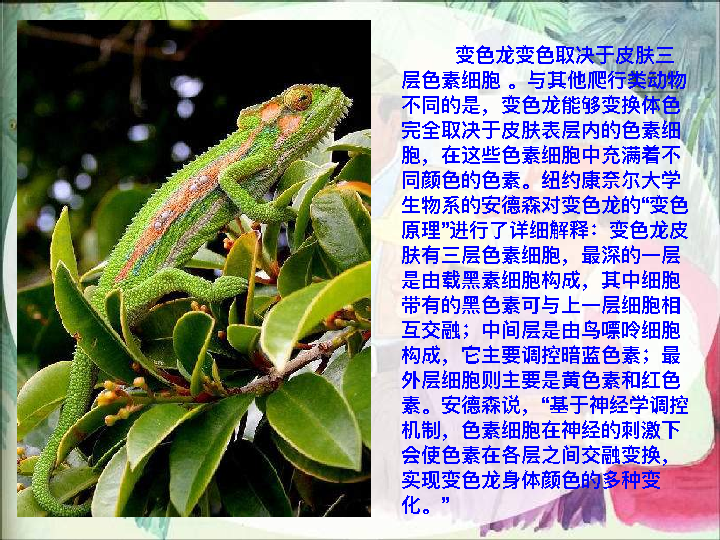 变色龙变色取决于皮肤三
层色素细胞 。与其他爬行类动物
不同的是，变色龙能够变换体色
完全取决于皮肤表层内的色素细
胞，在这些色素细胞中充满着不
同颜色的色素。纽约康奈尔大学
生物系的安德森对变色龙的“变色
原理”进行了详细解释：变色龙皮
肤有三层色素细胞，最深的一层
是由载黑素细胞构成，其中细胞
带有的黑色素可与上一层细胞相
互交融；中间层是由鸟嘌呤细胞
构成，它主要调控暗蓝色素；最
外层细胞则主要是黄色素和红色
素。安德森说，“基于神经学调控
机制，色素细胞在神经的刺激下
会使色素在各层之间交融变换，
实现变色龙身体颜色的多种变
化。”